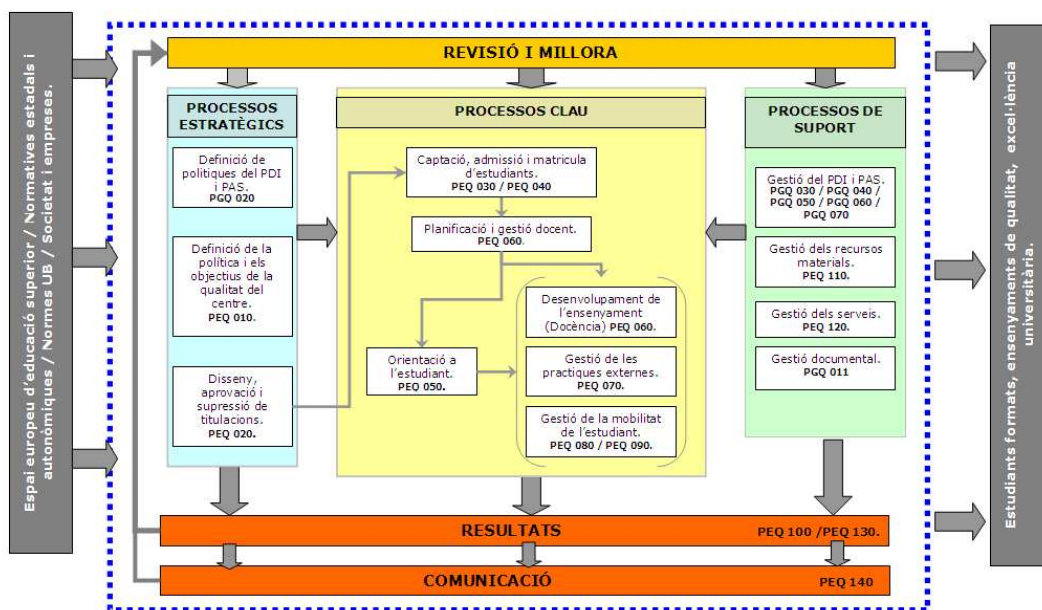 Espai europeu d'educació superior / Normatives estadals i
autonòmiques / Normes UB / Societat i empreses.
REVISIÓ I MILLORA
PROCESSOS
ESTRATÈGICS
Definició de
politiques del PDI
i PAS.
PGQ 020
Definició de la
política i els
objectius de la
qualitat del
centre.
PEQ 010.
Disseny,
aprovació i
supressió de
titulacions.
PEQ 020.
PROCESSOS CLAU
Captació, admissió i matricula
d'estudiants.
PEQ 030 / PEQ 040
Planificació i gestió docent.
PEQ 060.
Orientació a
l'estudiant.
PEQ 050.
Desenvolupament de
l'ensenyament
(Docència) PEQ 060.
Gestió de les
practiques externes.
PEQ 070.
Gestió de la mobilitat
de l'estudiant.
PEQ 080 / PEQ 090.
PROCESSOS DE
SUPORT
Gestió del PDI i PAS.
PGQ 030 / PGQ 040 /
PGQ 050 / PGQ 060 /
PGQ 070
Gestió dels recursos
materials.
PEQ 110.
Gestió dels serveis.
PEQ 120.
Gestió documental.
PGQ 011
RESULTATS PEQ 100 /PEQ 130.
COMUNICACIÓ PEQ 140
Estudiants formats, ensenyaments de qualitat, excel·lència
universitària.